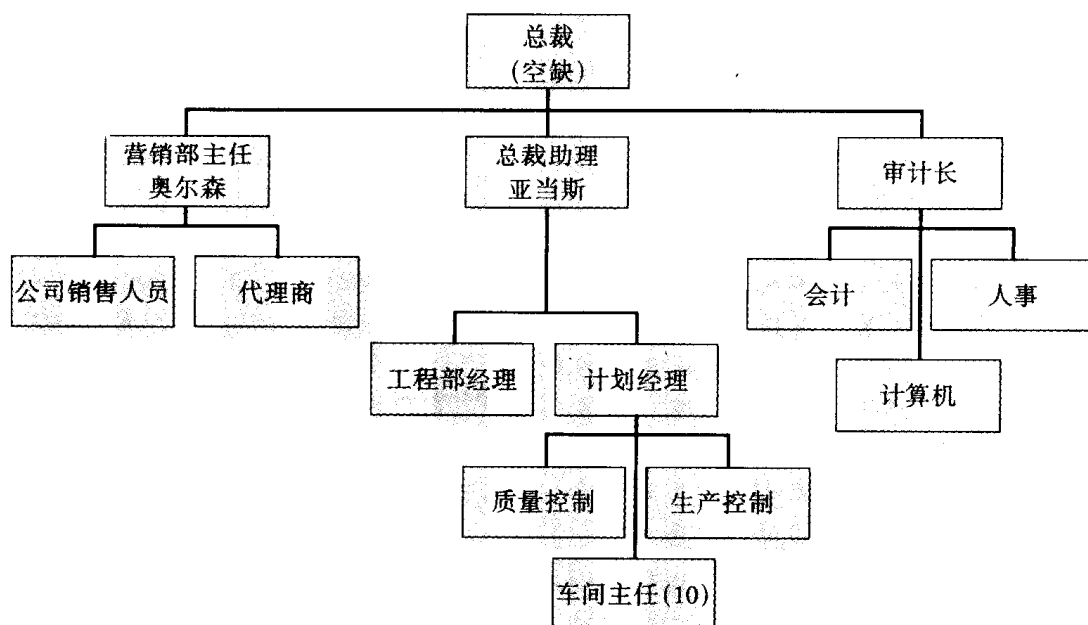 总裁
(空缺)
营销部主任
奥尔森
总裁助理
亚当斯
审计长
公司销售人员
代理商
会计
人事
工程部经理
计划经理
计算机
质量控制
生产控制
车间主任(10)